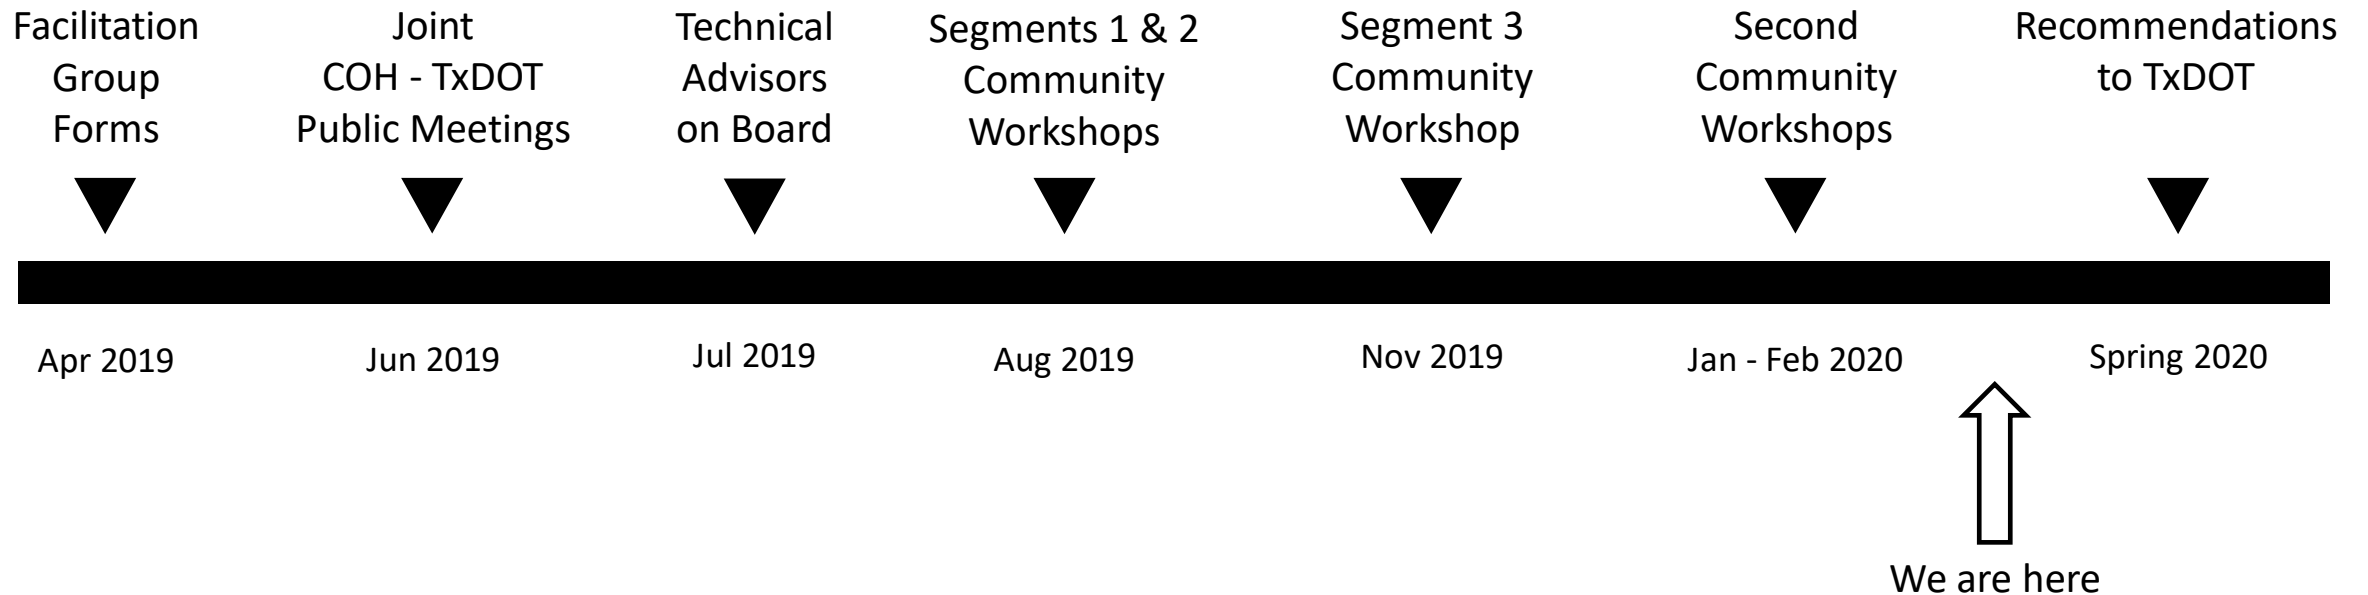 Facilitation
Group
Forms
Joint
COH - TxDOT
Public Meetings
Technical
Advisors
on Board
Segments 1 & 2
Community
Workshops
Segment 3
Community
Workshop
Second
Community
Workshops
Recommendations
to TxDOT
Apr 2019
Jun 2019
Jul 2019
Aug 2019
Nov 2019
Jan - Feb 2020
Spring 2020
We are here